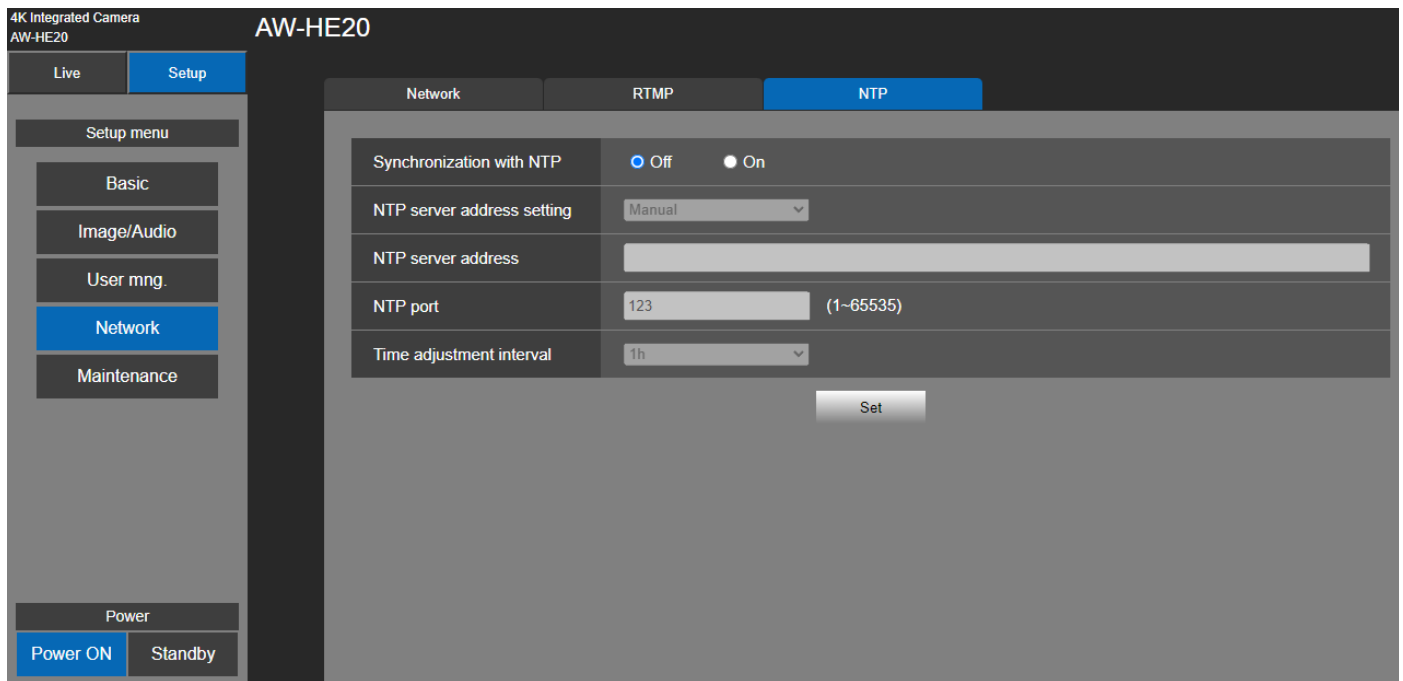 4K Integrated Camera
AW-HE20
AW-HE20
Live Setup
Setup menu
Basic
Image/Audio
User mng.
Network
Maintenance
Power
Power ON Standby
Network RTMP NTP
Synchronization with NTP Off On
NTP server address setting Manual
NTP server address
NTP port 123 (1~65535)
Time adjustment interval 1h
Set